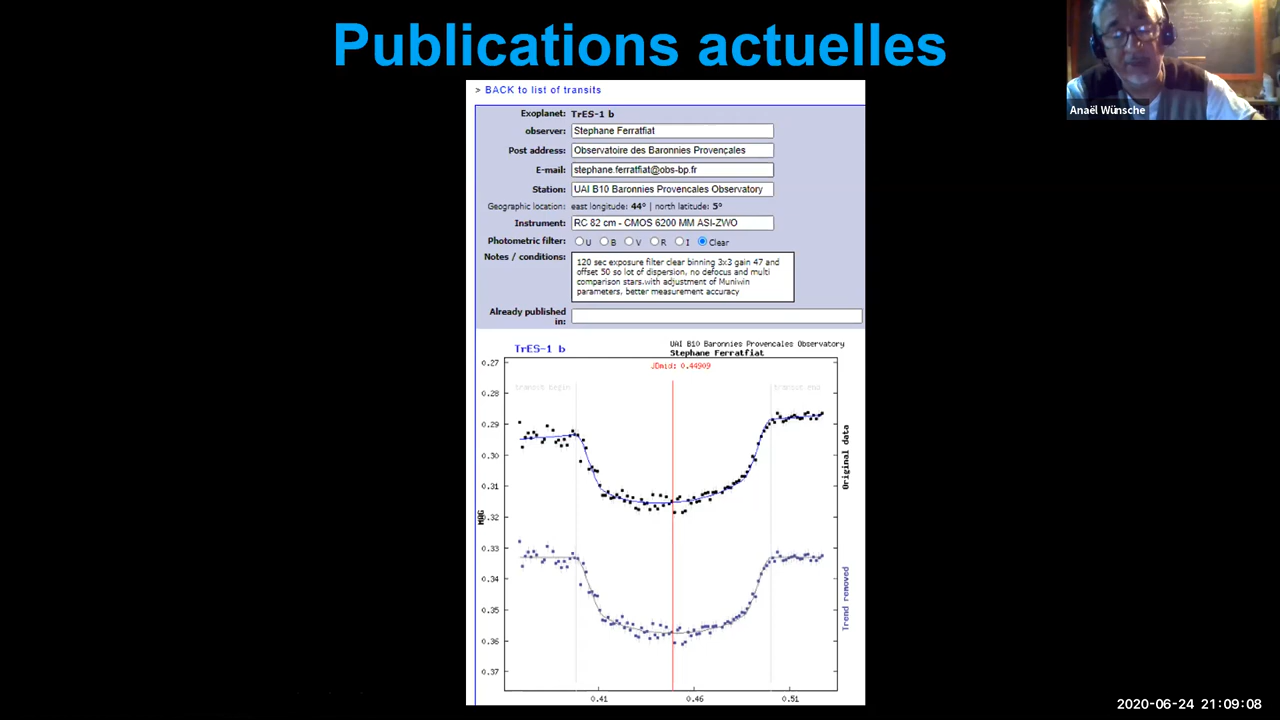 Publications actuelles
Anaël Wünsche
> BACK to list of transits
Exoplanet: TrES-1 b
observer: Stephane Ferratfiat
Post address: Observatoire des Baronnies Provençales
E-mail: stephane.ferratfiat@obs-bp.fr
Station: UAI B10 Baronnies Provencales Observatory
Geographic location: east longitude: 44° | north latitude: 5°
Instrument: RC 82 cm - CMOS 6200 MM ASI-ZWO
Photometric filter: U B V R I Clear
Notes / conditions: 120 sec exposure filter clear binning 3x3 gain 47 and
offset 50 so lot of dispersion, no defocus and multi
comparison stars.with adjustment of Muniwin
parameters, better measurement accuracy
Already published
in:
UAI B10 Baronnies Provencales Observatory
TrES-1 b
Stephane Ferratfiat
JDmid: 0.44909
transit begin
transit end
0.27
0.28
0.29
0.30
0.31
0.32
0.33
0.34
0.35
0.36
0.37
MAG
Original data
Trend removed
0.41 0.46 0.51
2020-06-24 21:09:08